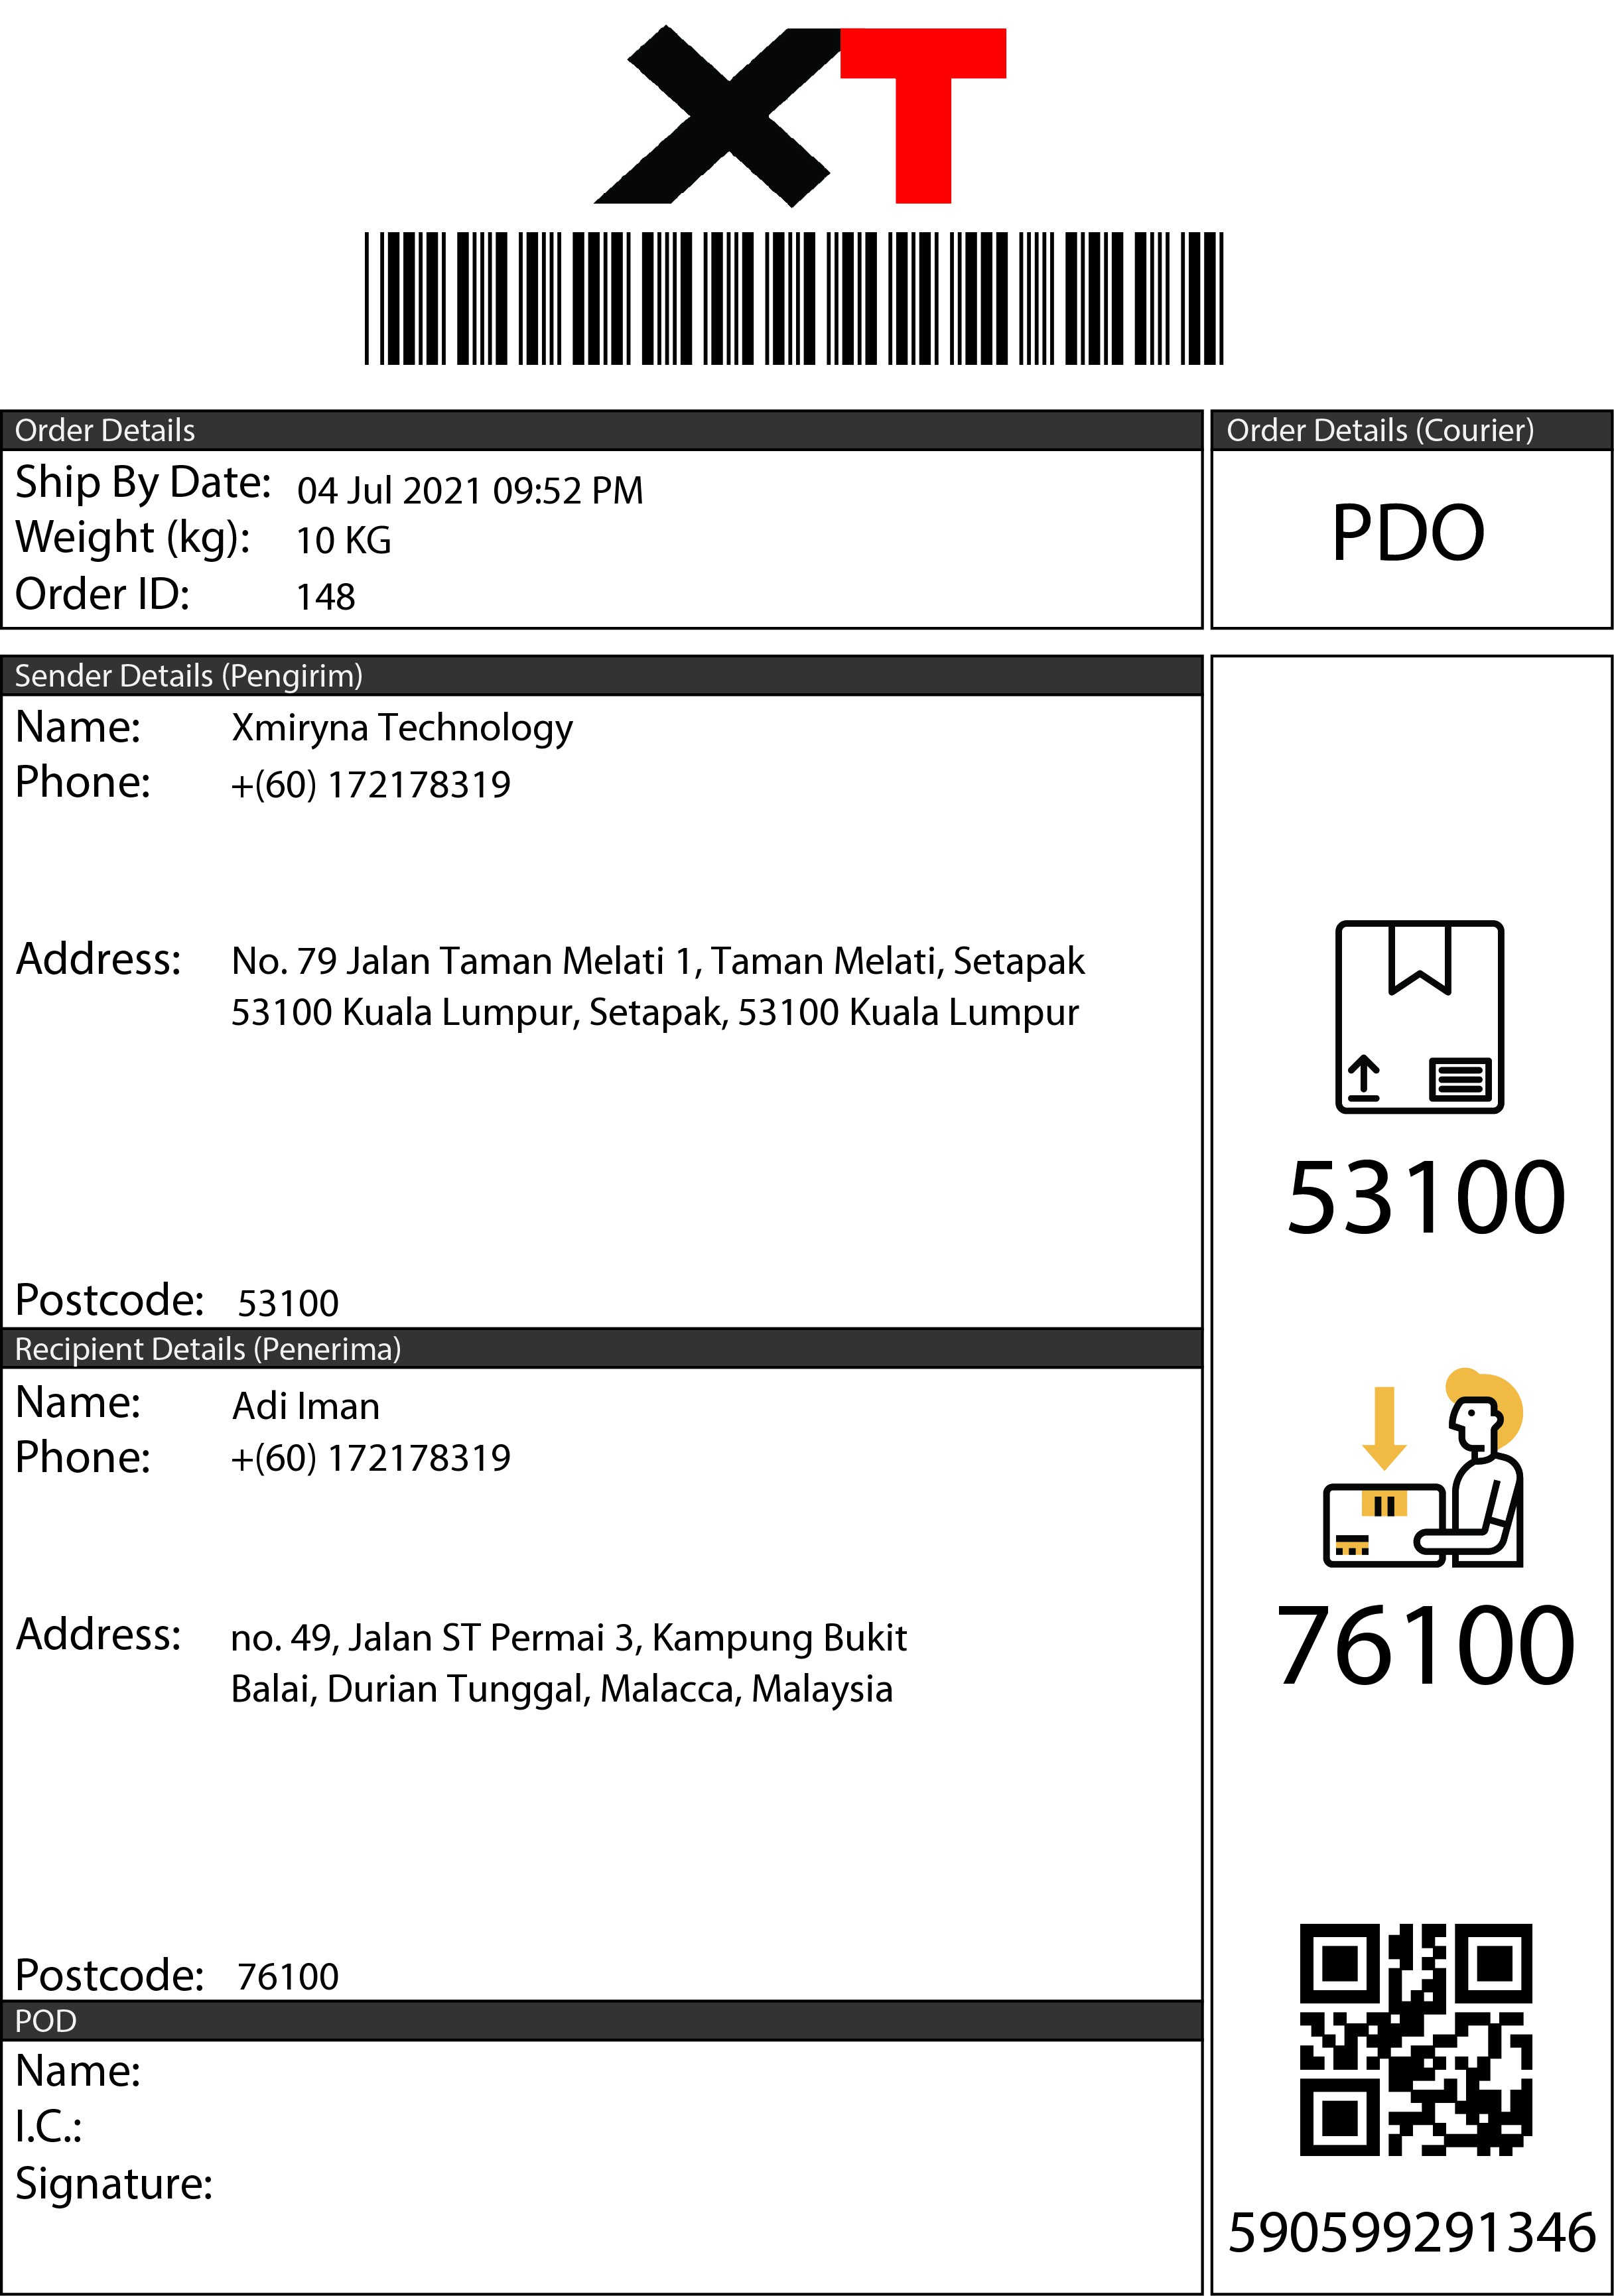 XT
Order Details
Ship By Date: 04 Jul 2021 09:52 PM
Weight (kg): 10 KG
Order ID: 148
Order Details (Courier)
PDO
Sender Details (Pengirim)
Name: Xmiryna Technology
Phone: +(60) 172178319
Address: No. 79 Jalan Taman Melati 1, Taman Melati, Setapak
53100 Kuala Lumpur, Setapak, 53100 Kuala Lumpur
Postcode: 53100
53100
Recipient Details (Penerima)
Name: Adi Iman
Phone: +(60) 172178319
Address: no. 49, Jalan ST Permai 3, Kampung Bukit
Balai, Durian Tunggal, Malacca, Malaysia
Postcode: 76100
76100
POD
Name:
I.C.:
Signature:
590599291346